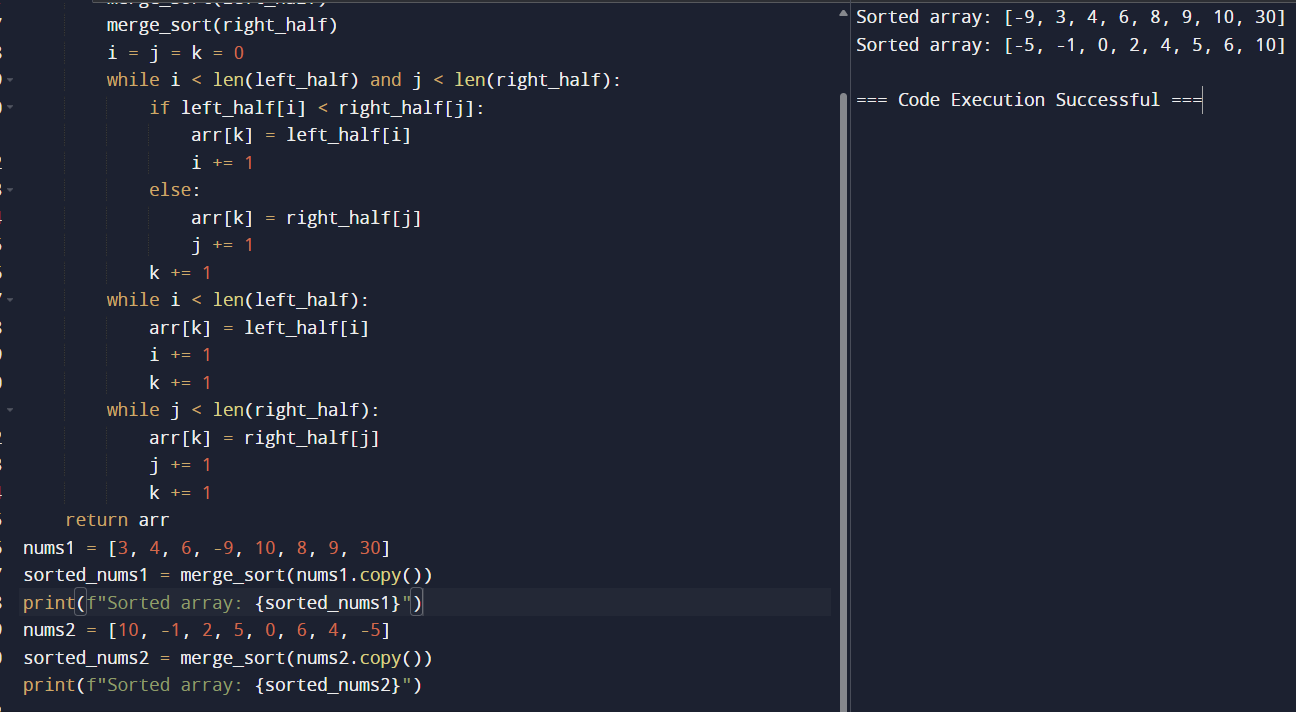 merge_sort(left_half)
merge_sort(right_half)
i = j = k = 0
while i < len(left_half) and j < len(right_half):
if left_half[i] < right_half[j]:
arr[k] = left_half[i]
i += 1
else:
arr[k] = right_half[j]
j += 1
k += 1
while i < len(left_half):
arr[k] = left_half[i]
i += 1
k += 1
while j < len(right_half):
arr[k] = right_half[j]
j += 1
k += 1
return arr
nums1 = [3, 4, 6, -9, 10, 8, 9, 30]
sorted_nums1 = merge_sort(nums1.copy())
print(f"Sorted array: {sorted_nums1}")
nums2 = [10, -1, 2, 5, 0, 6, 4, -5]
sorted_nums2 = merge_sort(nums2.copy())
print(f"Sorted array: {sorted_nums2}")
Sorted array: [-9, 3, 4, 6, 8, 9, 10, 30]
Sorted array: [-5, -1, 0, 2, 4, 5, 6, 10]
=== Code Execution Successful ===